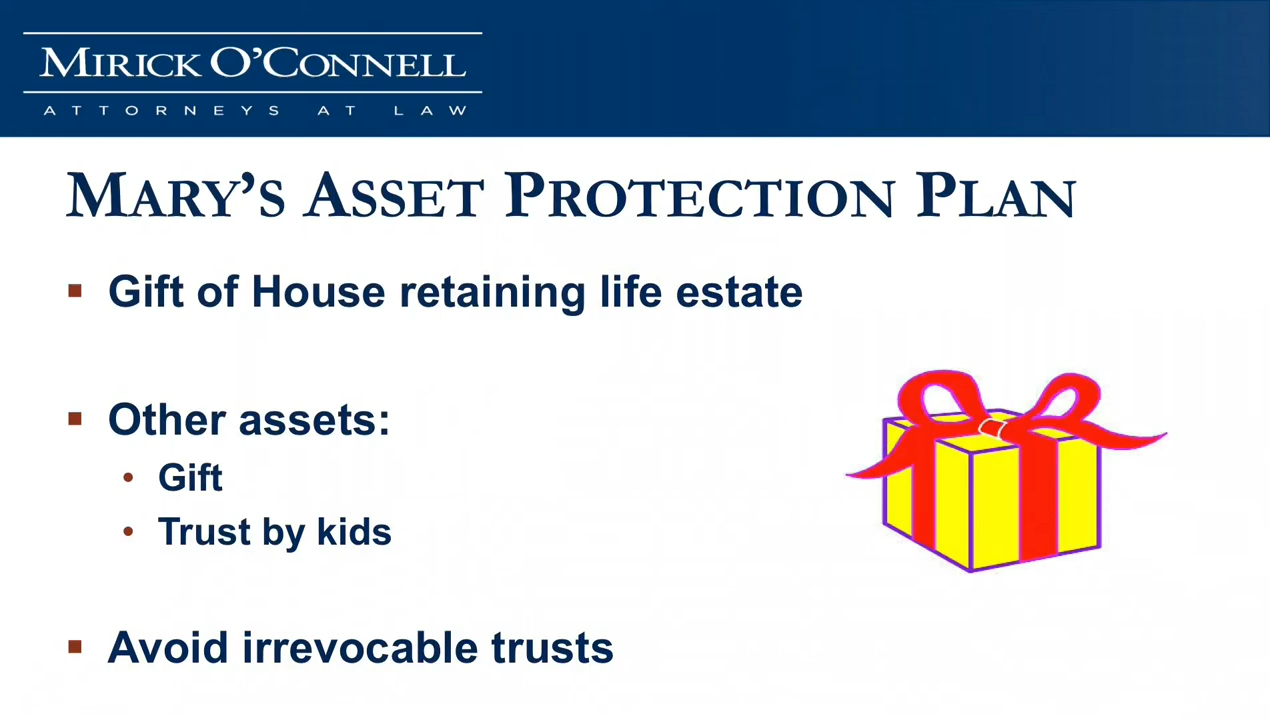 MIRICK O'CONNELL
ATTORNEYS AT LAW
MARY'S ASSET PROTECTION PLAN
▪ Gift of House retaining life estate
▪ Other assets:
• Gift
• Trust by kids
▪ Avoid irrevocable trusts